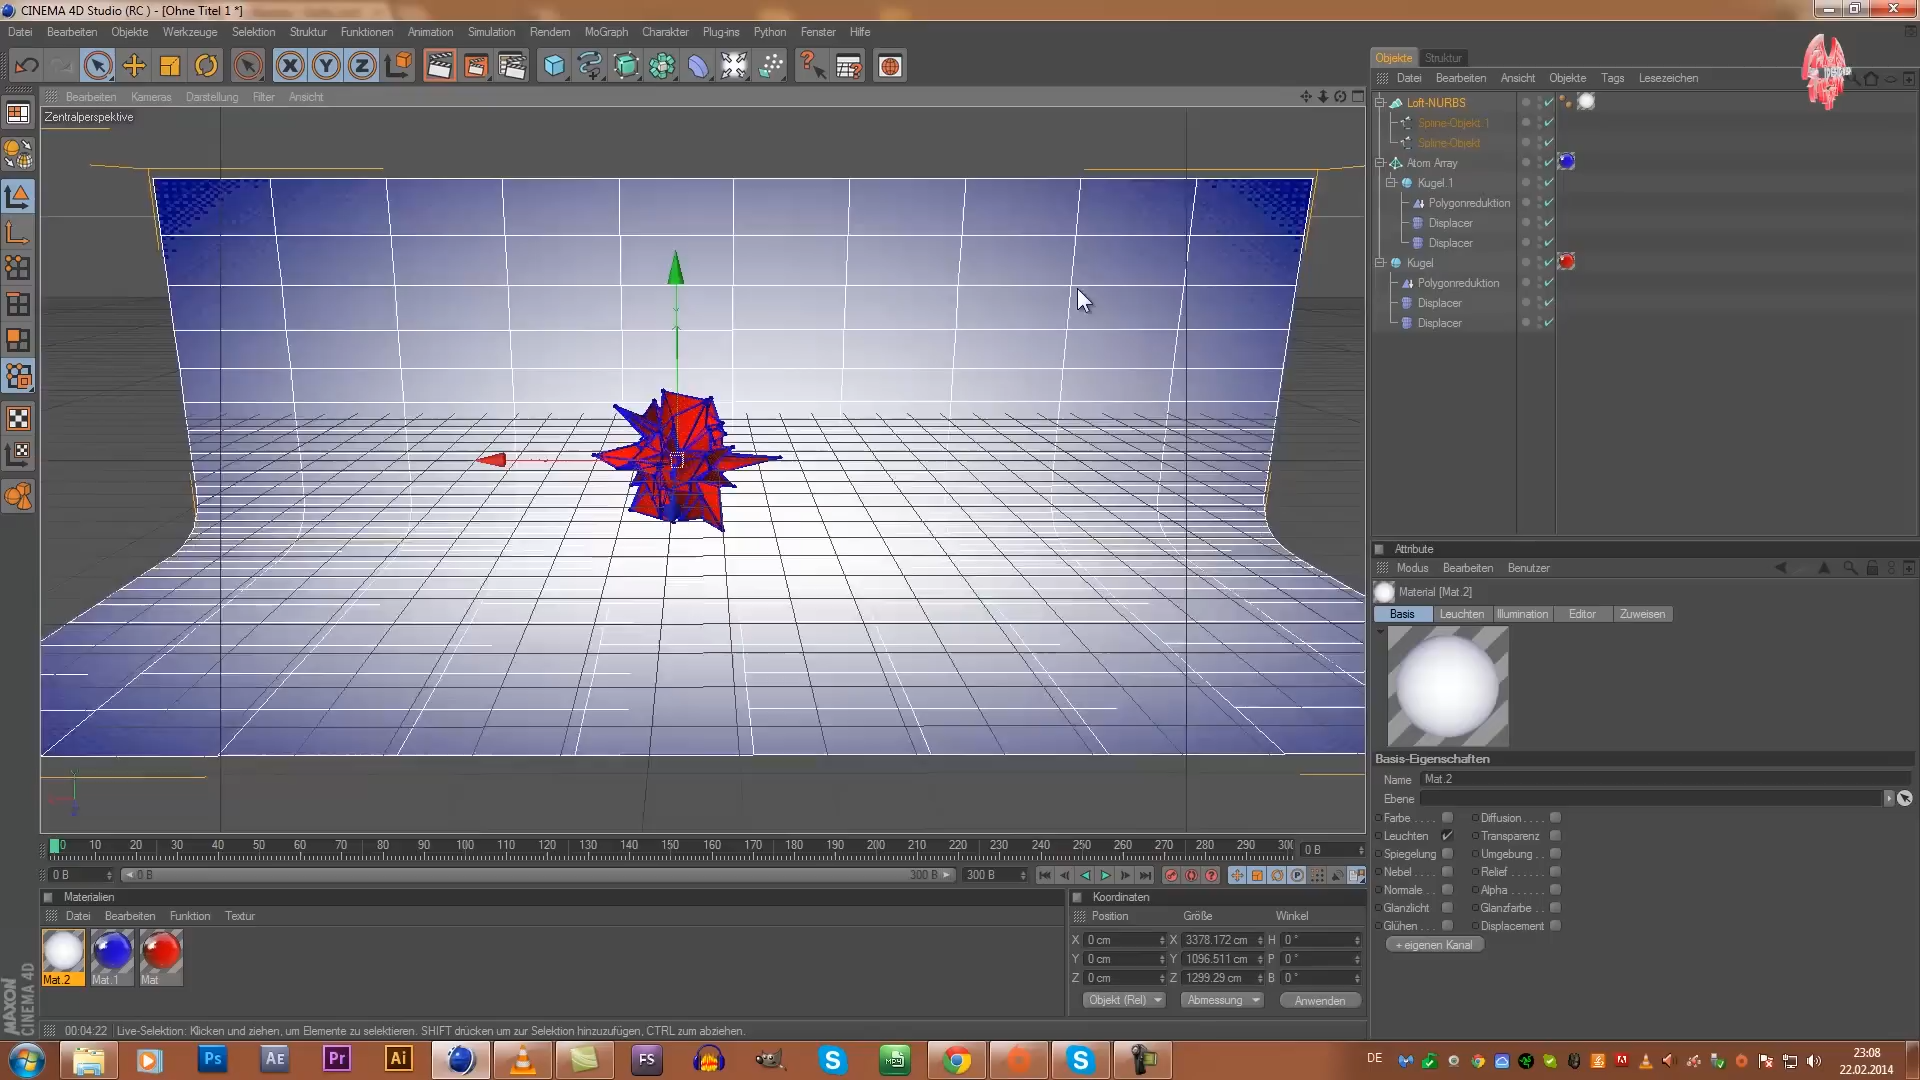 CINEMA 4D Studio (RC ) - [Ohne Titel 1 *]
Datei Bearbeiten Objekte Werkzeuge Selektion Struktur Funktionen Animation Simulation Rendern MoGraph Charakter Plug-ins Python Fenster Hilfe
Bearbeiten Kameras Darstellung Filter Ansicht
Zentralperspektive
Objekte Struktur
Datei Bearbeiten Ansicht Objekte Tags Lesezeichen
Loft-NURBS
Spline-Objekt 1
Spline-Objekt
Atom Array
Kugel.1
Polygonreduktion
Displacer
Displacer
Kugel
Polygonreduktion
Displacer
Displacer
Attribute
Modus Bearbeiten Benutzer
Material [Mat.2]
Basis Leuchten Illumination Editor Zuweisen
Basis-Eigenschaften
Name Mat.2
Ebene
Farbe . . . . Diffusion . . . .
Leuchten Transparenz
Spiegelung Umgebung . .
Nebel . . . . Relief . . . . . .
Normale . . Alpha . . . . . .
Glanzlicht Glanzfarbe . .
Glühen . . . Displacement
+ eigenen Kanal
0 10 20 30 40 50 60 70 80 90 100 110 120 130 140 150 160 170 180 190 200 210 220 230 240 250 260 270 280 290 30 0 B
0 B 0 B 300 B 300 B
Materialien
Datei Bearbeiten Funktion Textur
Mat.2 Mat.1 Mat
Koordinaten
Position Größe Winkel
X 0 cm X 3378.172 cm H 0 °
Y 0 cm Y 1096.511 cm P 0 °
Z 0 cm Z 1299.29 cm B 0 °
Objekt (Rel) Abmessung Anwenden
MAXON
CINEMA 4D
00:04:22 Live-Selektion: Klicken und ziehen, um Elemente zu selektieren. SHIFT drücken um zur Selektion hinzuzufügen, CTRL zum abziehen.
Ps AE Pr Ai FS MP4
DE
23:08
22.02.2014